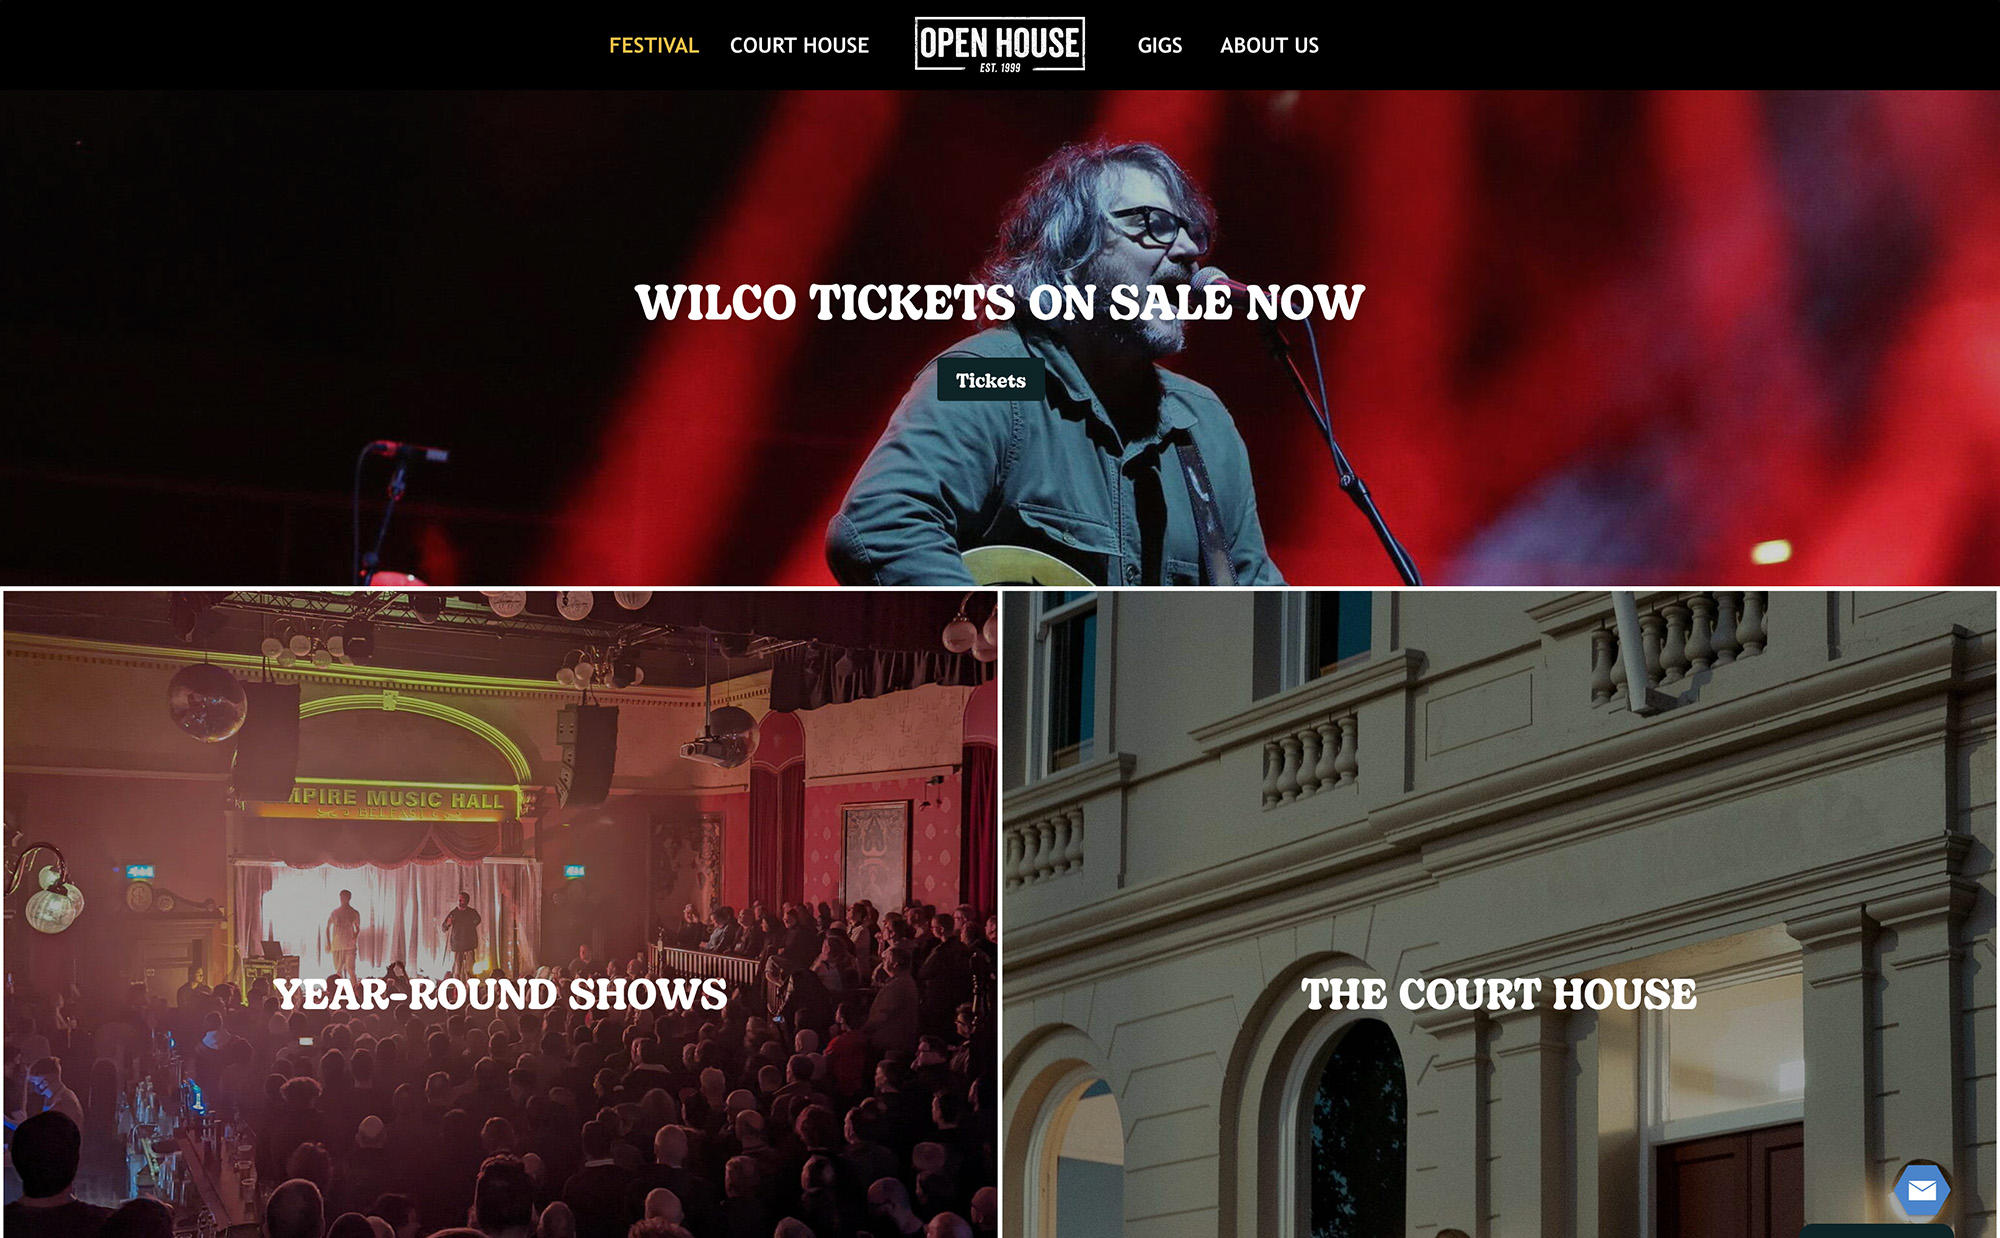 FESTIVAL
COURT HOUSE
OPEN HOUSE
EST. 1999
GIGS
ABOUT US
WILCO TICKETS ON SALE NOW
Tickets
MPIRE MUSIC HALL
BELFAST
YEAR-ROUND SHOWS
THE COURT HOUSE